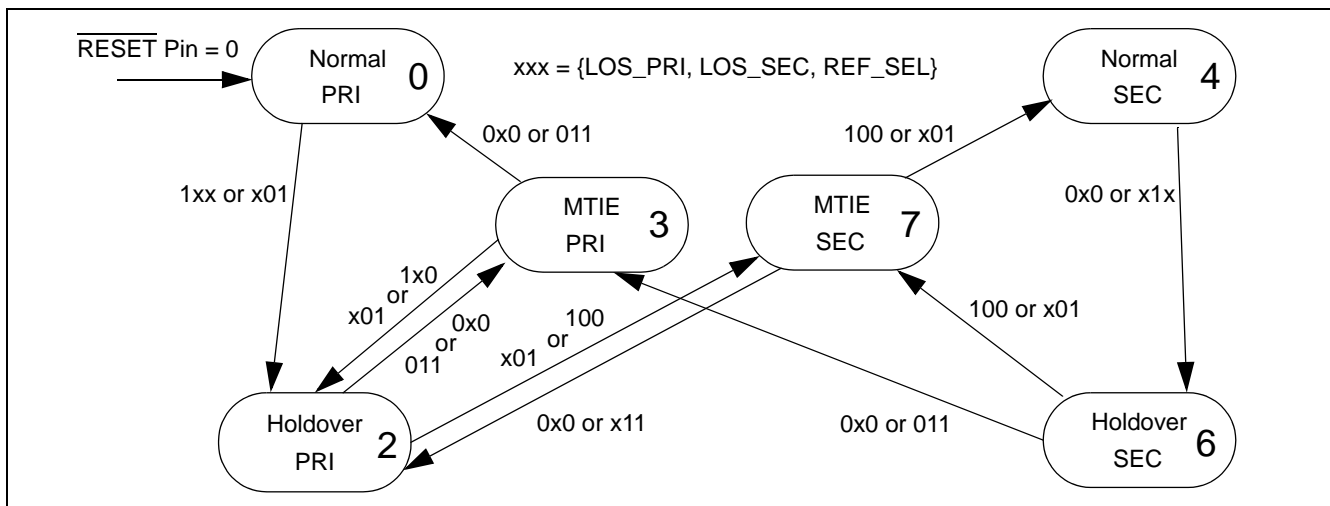 RESET Pin = 0
Normal
PRI
0
xxx = {LOS_PRI, LOS_SEC, REF_SEL}
Normal
SEC
4
0x0 or 011
100 or x01
1xx or x01
0x0 or x1x
MTIE
PRI
3
MTIE
SEC
7
x01 or 1x0
011 or 0x0
x01 or 100
100 or x01
0x0 or x11
0x0 or 011
Holdover
PRI
2
Holdover
SEC
6